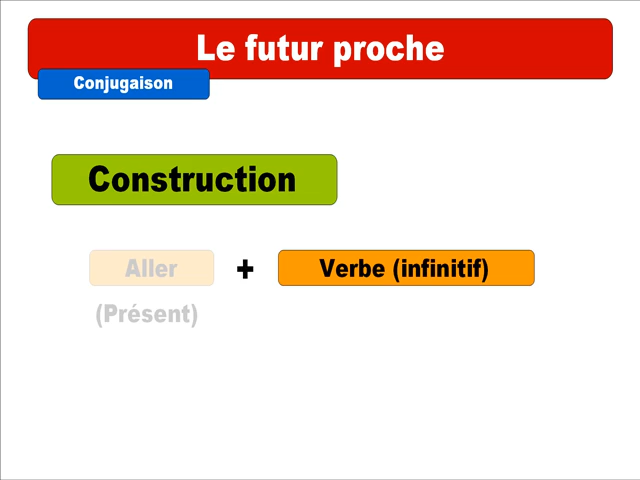 Le futur proche
Conjugaison
Construction
Aller + Verbe (infinitif)
(Présent)